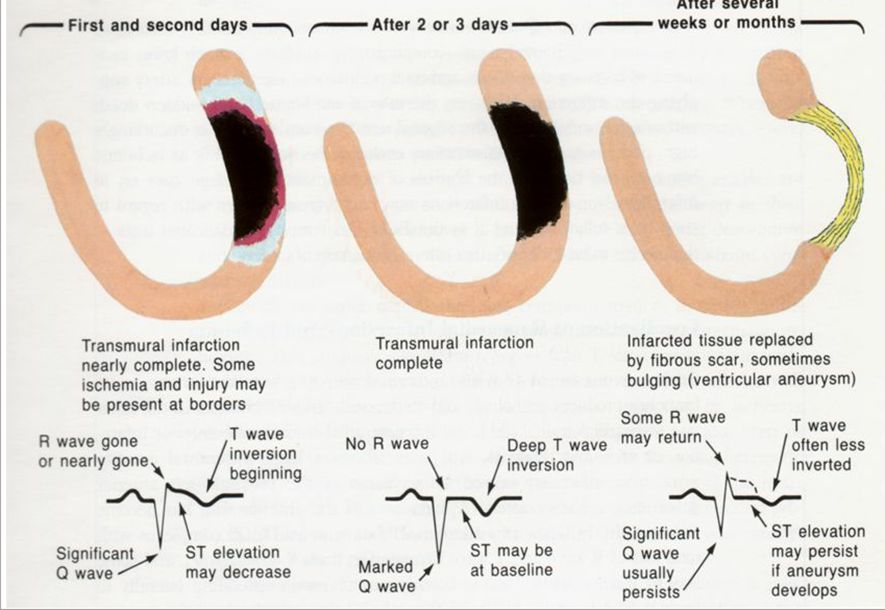 First and second days
After 2 or 3 days
After several
weeks or months
Transmural infarction
nearly complete. Some
ischemia and injury may
be present at borders
Transmural infarction
complete
Infarcted tissue replaced
by fibrous scar, sometimes
bulging (ventricular aneurysm)
R wave gone
or nearly gone
T wave
inversion
beginning
Significant
Q wave
ST elevation
may decrease
No R wave
Deep T wave
inversion
Marked
Q wave
ST may be
at baseline
Some R wave
may return
T wave
often less
inverted
Significant
Q wave
usually
persists
ST elevation
may persist
if aneurysm
develops